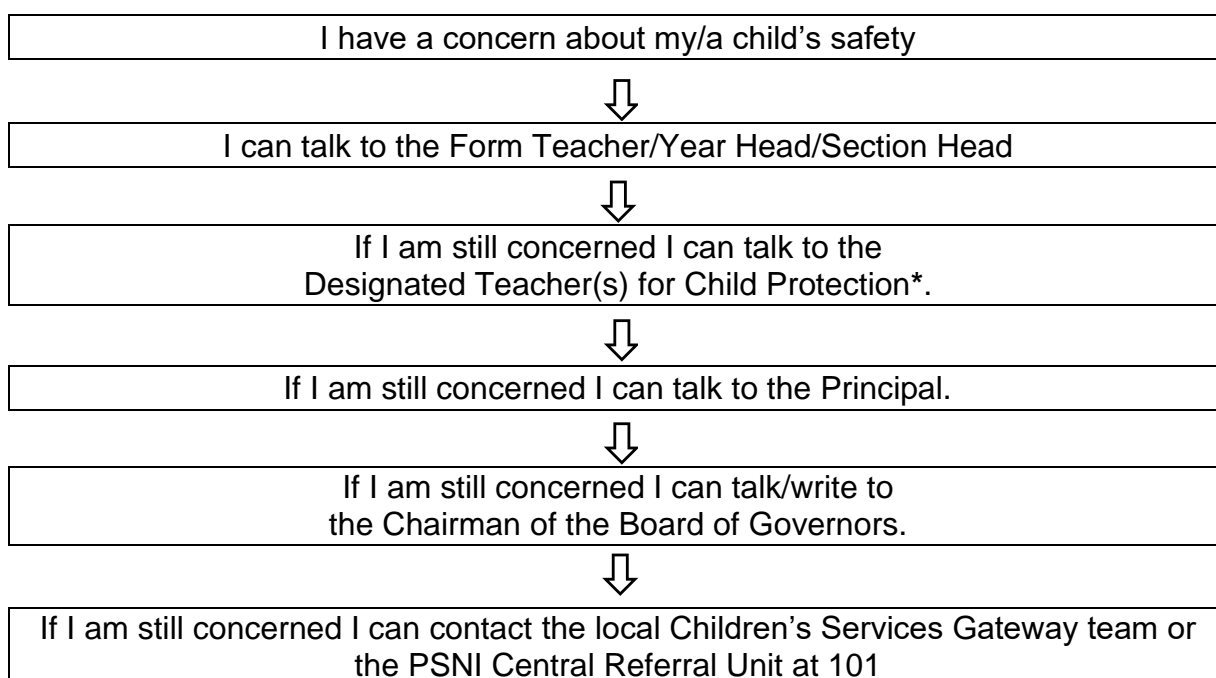 I have a concern about my/a child’s safety
I can talk to the Form Teacher/Year Head/Section Head
If I am still concerned I can talk to the
Designated Teacher(s) for Child Protection*.
If I am still concerned I can talk to the Principal.
If I am still concerned I can talk/write to
the Chairman of the Board of Governors.
If I am still concerned I can contact the local Children’s Services Gateway team or
the PSNI Central Referral Unit at 101